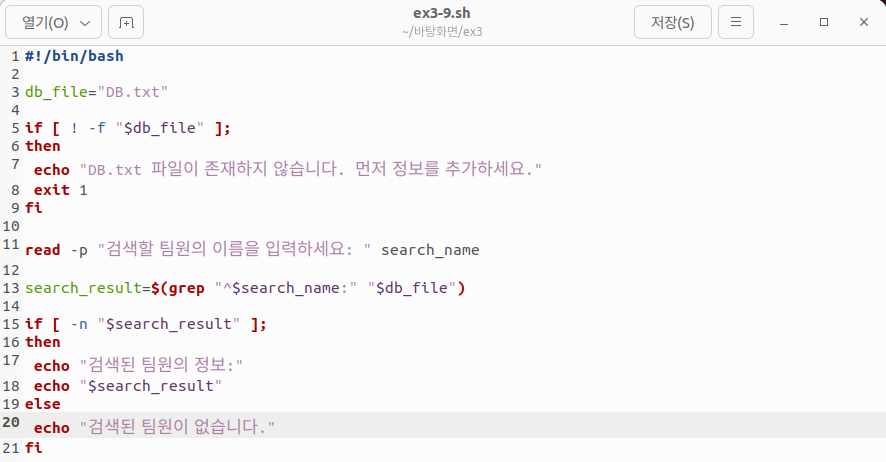 열기(O)
ex3-9.sh
~/바탕화면/ex3
저장(S)
1 #!/bin/bash
2
3 db_file="DB.txt"
4
5 if [ ! -f "$db_file" ];
6 then
7  echo "DB.txt 파일이 존재하지 않습니다. 먼저 정보를 추가하세요."
8  exit 1
9 fi
10
11 read -p "검색할 팀원의 이름을 입력하세요: " search_name
12
13 search_result=$(grep "^$search_name:" "$db_file")
14
15 if [ -n "$search_result" ];
16 then
17  echo "검색된 팀원의 정보:"
18  echo "$search_result"
19 else
20  echo "검색된 팀원이 없습니다."
21 fi